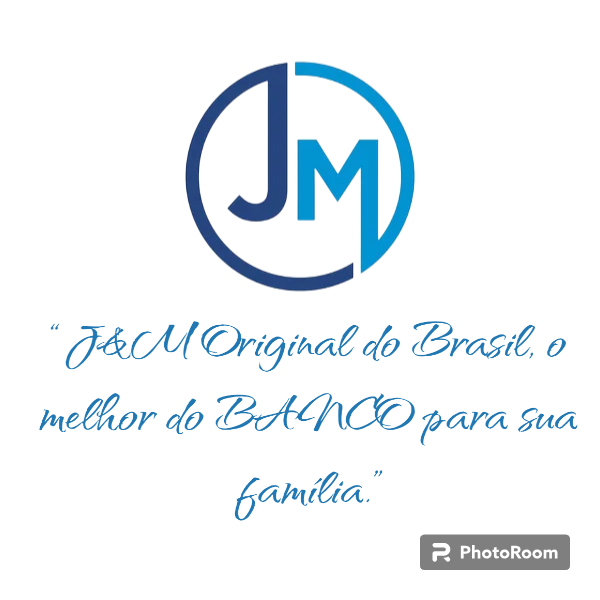 JM
“ J&M Original do Brasil, o
melhor do BANCO para sua
família.”
PhotoRoom